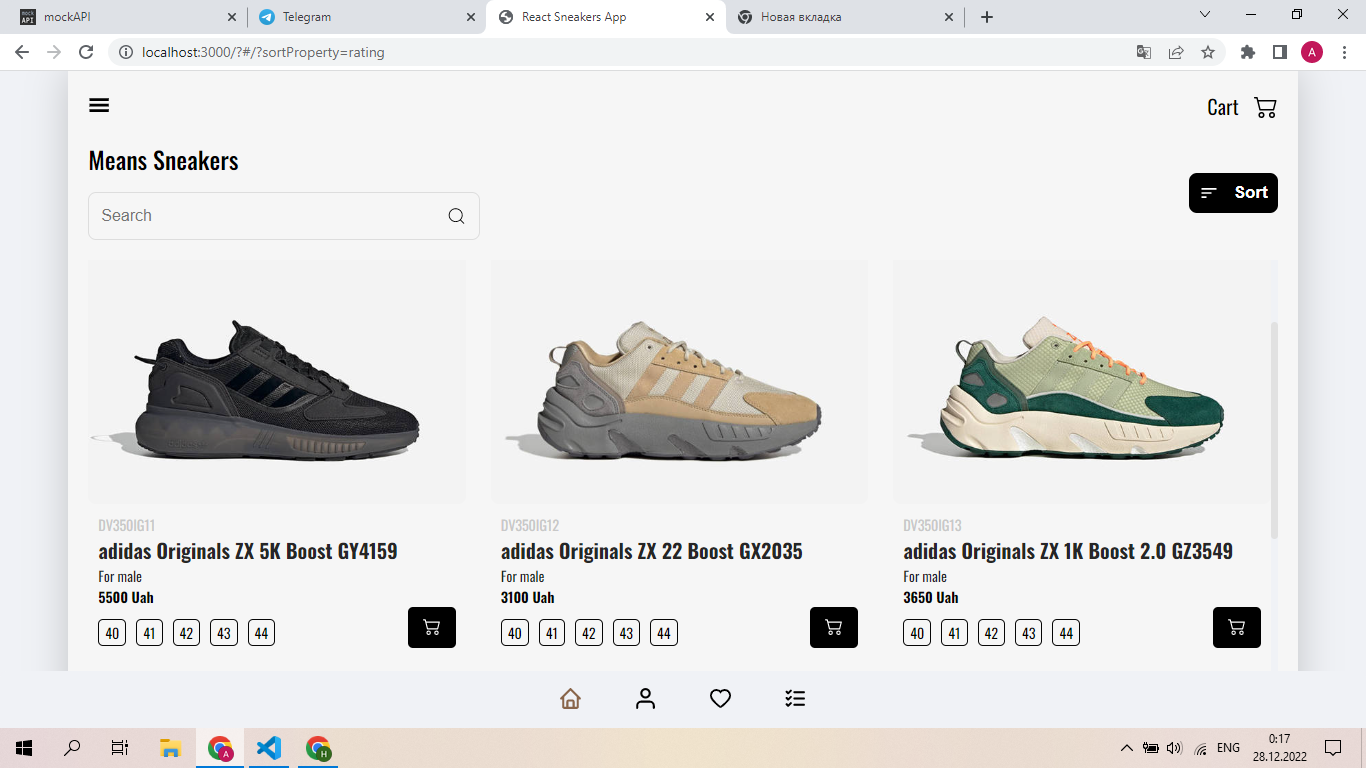 mockAPI
Telegram
React Sneakers App
Новая вкладка
localhost:3000/?#/?sortProperty=rating
A
Cart
Means Sneakers
Sort
Search
DV350IG11
DV350IG12
DV350IG13
adidas Originals ZX 5K Boost GY4159
adidas Originals ZX 22 Boost GX2035
adidas Originals ZX 1K Boost 2.0 GZ3549
For male
For male
For male
5500 Uah
3100 Uah
3650 Uah
40 41 42 43 44
40 41 42 43 44
40 41 42 43 44
ENG
0:17
28.12.2022